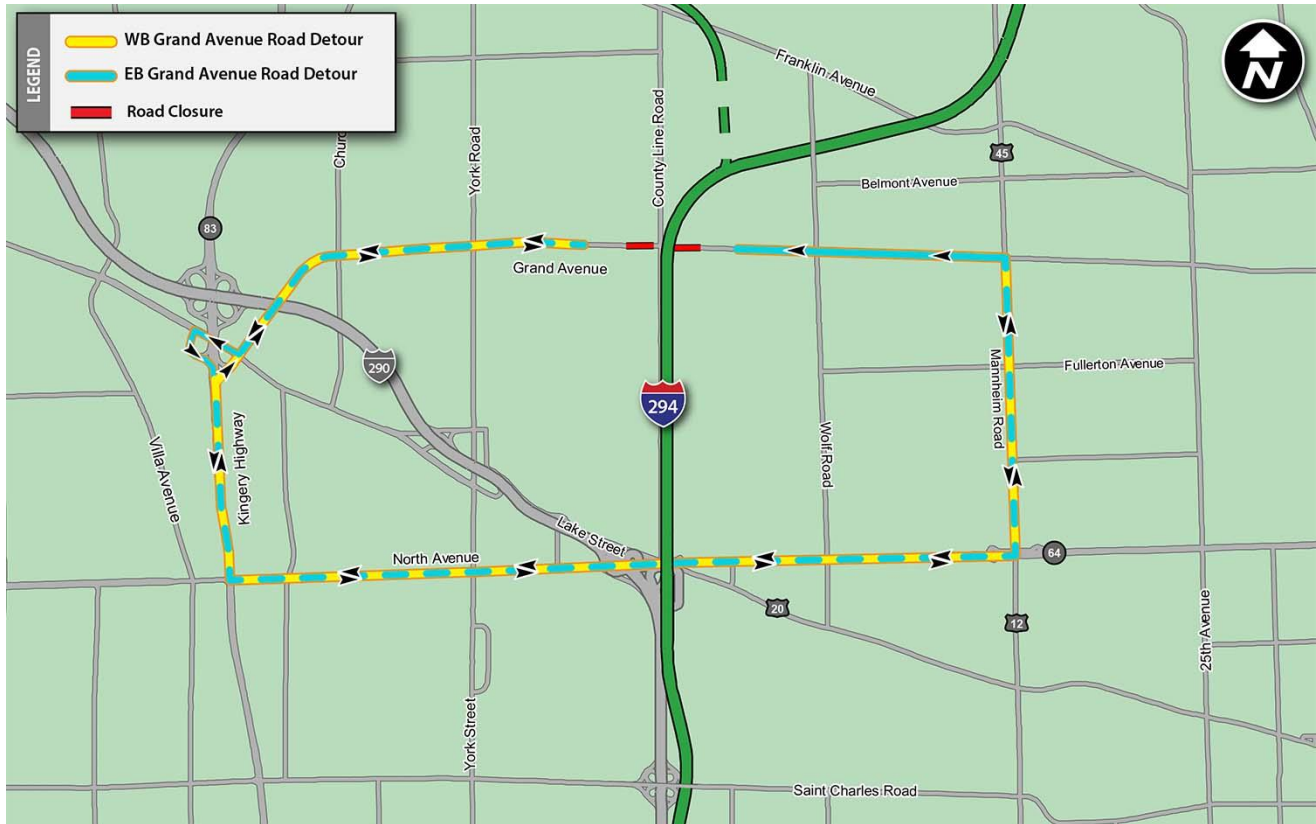 LEGEND
WB Grand Avenue Road Detour
EB Grand Avenue Road Detour
Road Closure
N
Franklin Avenue
County Line Road
York Road
45
Belmont Avenue
83
Grand Avenue
Fullerton Avenue
Mannheim Road
290
294
Wolf Road
Villa Avenue
Kingery Highway
Lake Street
North Avenue
64
20
12
25th Avenue
York Street
Saint Charles Road